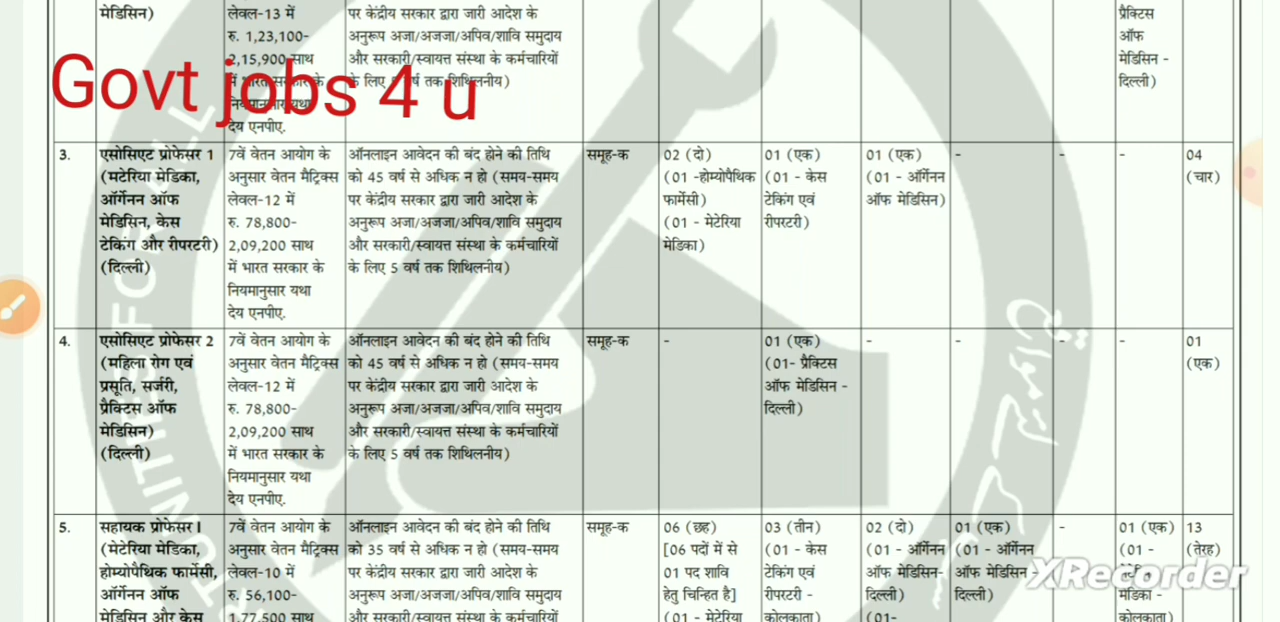 मेडिसिन)
लेवल-13 में
रु. 1,23,100-
2,15,900 साथ
में भारत सरकार के
नियमानुसार यथा
देय एनपीए.
पर केंद्रीय सरकार द्वारा जारी आदेश के
अनुरूप अजा/अजजा/अपिव/शावि समुदाय
और सरकारी/स्वायत्त संस्था के कर्मचारियों
के लिए वर्ष तक शिथिलनीय)
प्रैक्टिस
ऑफ
मेडिसिन -
दिल्ली)
Govt jobs 4 u
3.
एसोसिएट प्रोफेसर 1
(मटेरिया मेडिका,
ऑर्गेनन ऑफ
मेडिसिन, केस
टेकिंग और रीपरटरी)
(दिल्ली)
7वें वेतन आयोग के
अनुसार वेतन मैट्रिक्स
लेवल-12 में
रु. 78,800-
2,09,200 साथ
में भारत सरकार के
नियमानुसार यथा
देय एनपीए.
ऑनलाइन आवेदन की बंद होने की तिथि
को 45 वर्ष से अधिक न हो (समय-समय
पर केंद्रीय सरकार द्वारा जारी आदेश के
अनुरूप अजा/अजजा/अपिव/शावि समुदाय
और सरकारी/स्वायत्त संस्था के कर्मचारियों
के लिए 5 वर्ष तक शिथिलनीय)
समूह-क
02 (दो)
(01 -होम्योपैथिक
फार्मेसी)
(01 - मेटेरिया
मेडिका)
01 (एक)
(01 - केस
टेकिंग एवं
रीपरटरी)
01 (एक)
(01 - ऑर्गेनन
ऑफ मेडिसिन)
-
-
-
04
(चार)
4.
एसोसिएट प्रोफेसर 2
(महिला रोग एवं
प्रसूति, सर्जरी,
प्रैक्टिस ऑफ
मेडिसिन)
(दिल्ली)
7वें वेतन आयोग के
अनुसार वेतन मैट्रिक्स
लेवल-12 में
रु. 78,800-
2,09,200 साथ
में भारत सरकार के
नियमानुसार यथा
देय एनपीए.
ऑनलाइन आवेदन की बंद होने की तिथि
को 45 वर्ष से अधिक न हो (समय-समय
पर केंद्रीय सरकार द्वारा जारी आदेश के
अनुरूप अजा/अजजा/अपिव/शावि समुदाय
और सरकारी/स्वायत्त संस्था के कर्मचारियों
के लिए 5 वर्ष तक शिथिलनीय)
समूह-क
-
01 (एक)
(01- प्रैक्टिस
ऑफ मेडिसिन -
दिल्ली)
-
-
-
-
01
(एक)
5.
सहायक प्रोफेसर I
(मेटेरिया मेडिका,
होम्योपैथिक फार्मेसी,
ऑर्गेनन ऑफ
मेडिसिन और केस
7वें वेतन आयोग के
अनुसार वेतन मैट्रिक्स
लेवल-10 में
रु. 56,100-
1,77,500 साथ
ऑनलाइन आवेदन की बंद होने की तिथि
को 35 वर्ष से अधिक न हो (समय-समय
पर केंद्रीय सरकार द्वारा जारी आदेश के
अनुरूप अजा/अजजा/अपिव/शावि समुदाय
और सरकारी/स्वायत्त संस्था के कर्मचारियों
समूह-क
06 (छह)
[06 पदों में से
01 पद शावि
हेतु चिन्हित है]
(01 - मेटेरिया
03 (तीन)
(01 - केस
टेकिंग एवं
रीपरटरी -
कोलकाता)
02 (दो)
(01 - ऑर्गेनन
ऑफ मेडिसिन-
दिल्ली)
(01-
01 (एक)
(01 - ऑर्गेनन
ऑफ मेडिसिन -
दिल्ली)
-
01 (एक)
(01 -
मेडिका -
कोलकाता)
13
(तेरह)
XRecorder